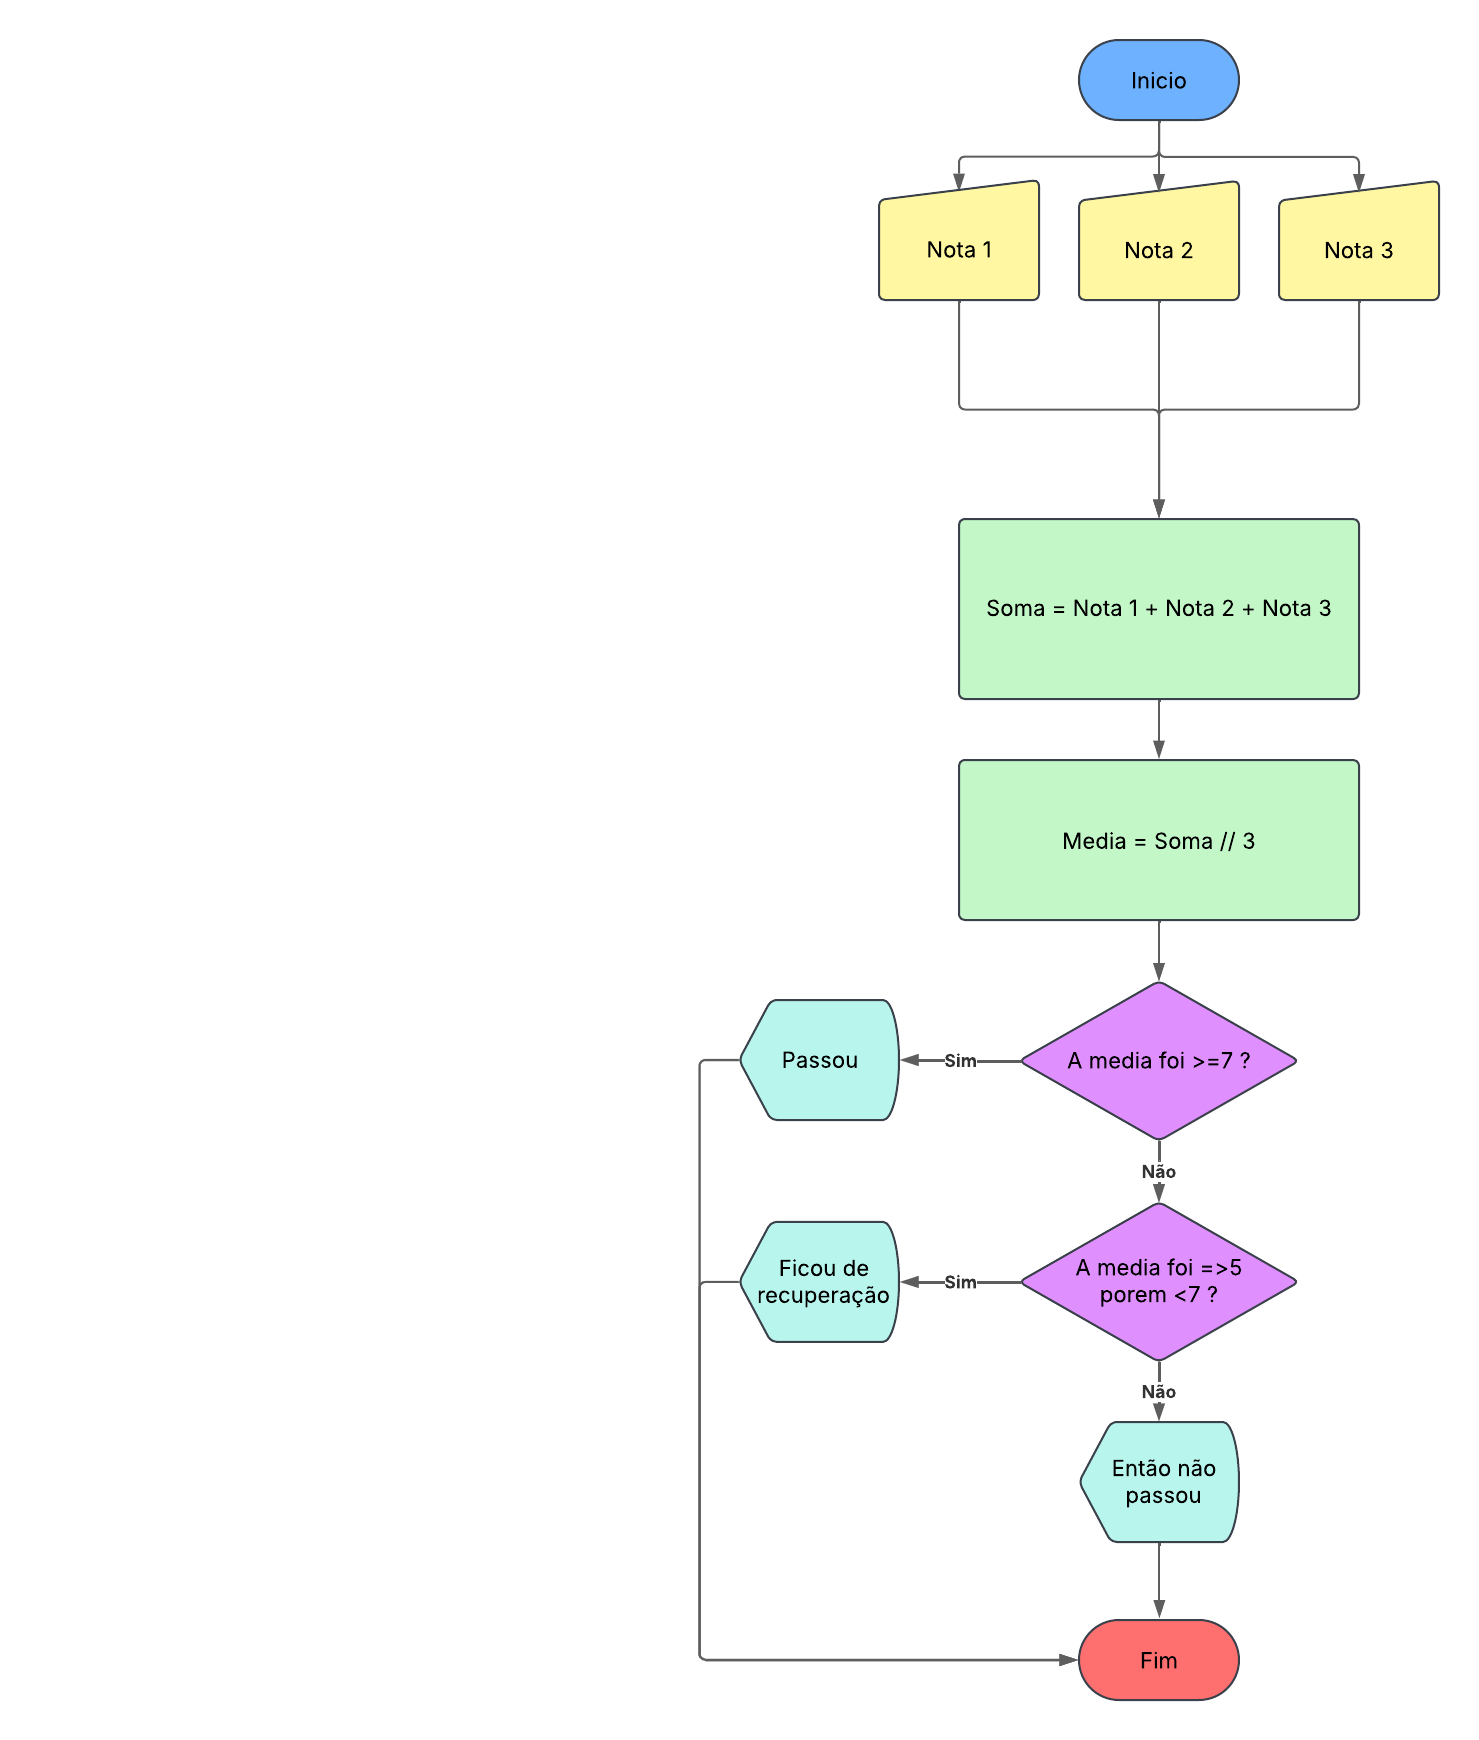 Inicio
Nota 1
Nota 2
Nota 3
Soma = Nota 1 + Nota 2 + Nota 3
Media = Soma // 3
A media foi >=7 ?
Sim
Passou
Não
A media foi =>5
porem <7 ?
Sim
Ficou de
recuperação
Não
Então não
passou
Fim